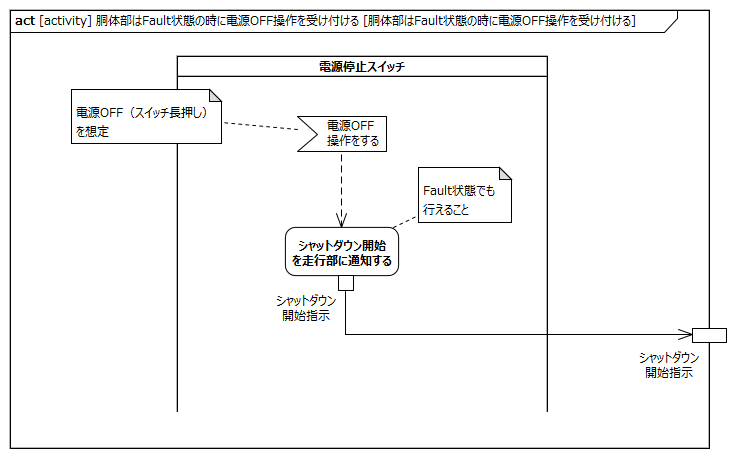 act [activity] 胴体部はFault状態の時に電源OFF操作を受け付ける [胴体部はFault状態の時に電源OFF操作を受け付ける]
電源停止スイッチ
電源OFF（スイッチ長押し）
を想定
電源OFF
操作をする
Fault状態でも
行えること
シャットダウン開始
を走行部に通知する
シャットダウン
開始指示
シャットダウン
開始指示